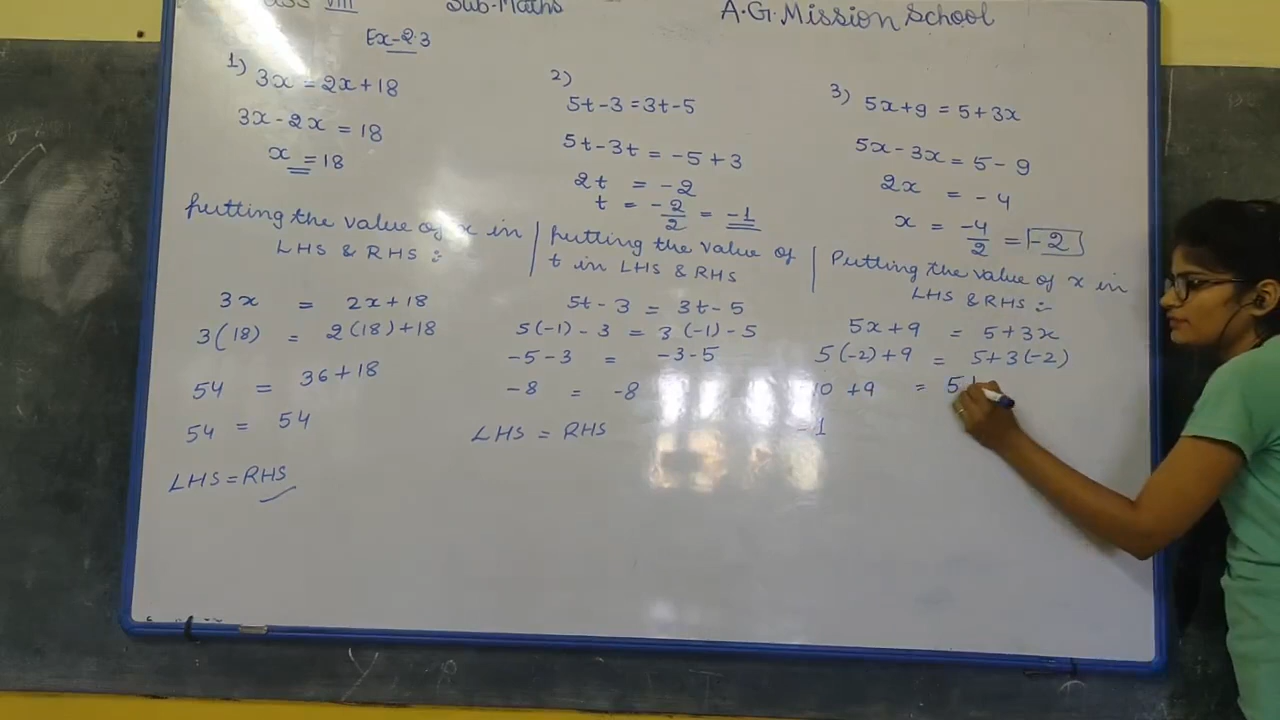 VIII Sub-Maths A.G.Mission School
Ex-2.3
1) 3x = 2x+18
3x-2x = 18
x = 18
putting the value of x in
LHS & RHS :-
3x = 2x+18
3(18) = 2(18)+18
54 = 36+18
54 = 54
LHS = RHS
2)
5t-3 = 3t-5
5t-3t = -5+3
2t = -2
t = -2/2 = -1
putting the value of
t in LHS & RHS
5t-3 = 3t-5
5(-1)-3 = 3(-1)-5
-5-3 = -3-5
-8 = -8
LHS = RHS
3) 5x+9 = 5+3x
5x-3x = 5-9
2x = -4
x = -4/2 = -2
Putting the value of x in
LHS & RHS :-
5x+9 = 5+3x
5(-2)+9 = 5+3(-2)
10 +9 = 5
-1